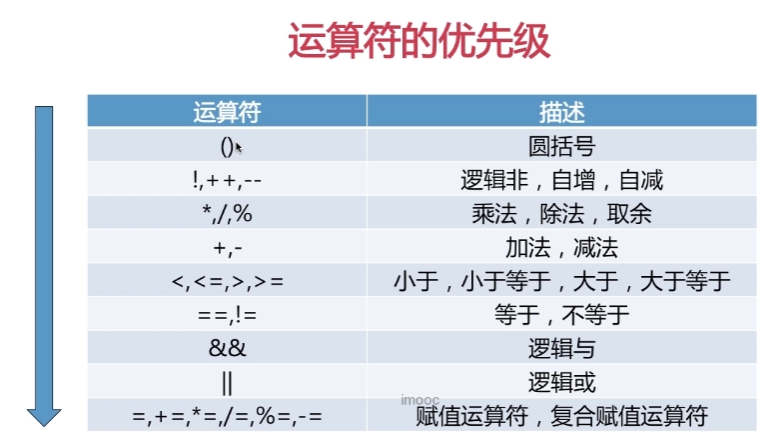 运算符的优先级
运算符 描述
() 圆括号
!,++,-- 逻辑非，自增，自减
*,/,% 乘法，除法，取余
+,- 加法，减法
<,<=,>,>= 小于，小于等于，大于，大于等于
==,!= 等于，不等于
&& 逻辑与
|| 逻辑或
imooc
=,+=,*=,/=,%=,-= 赋值运算符，复合赋值运算符